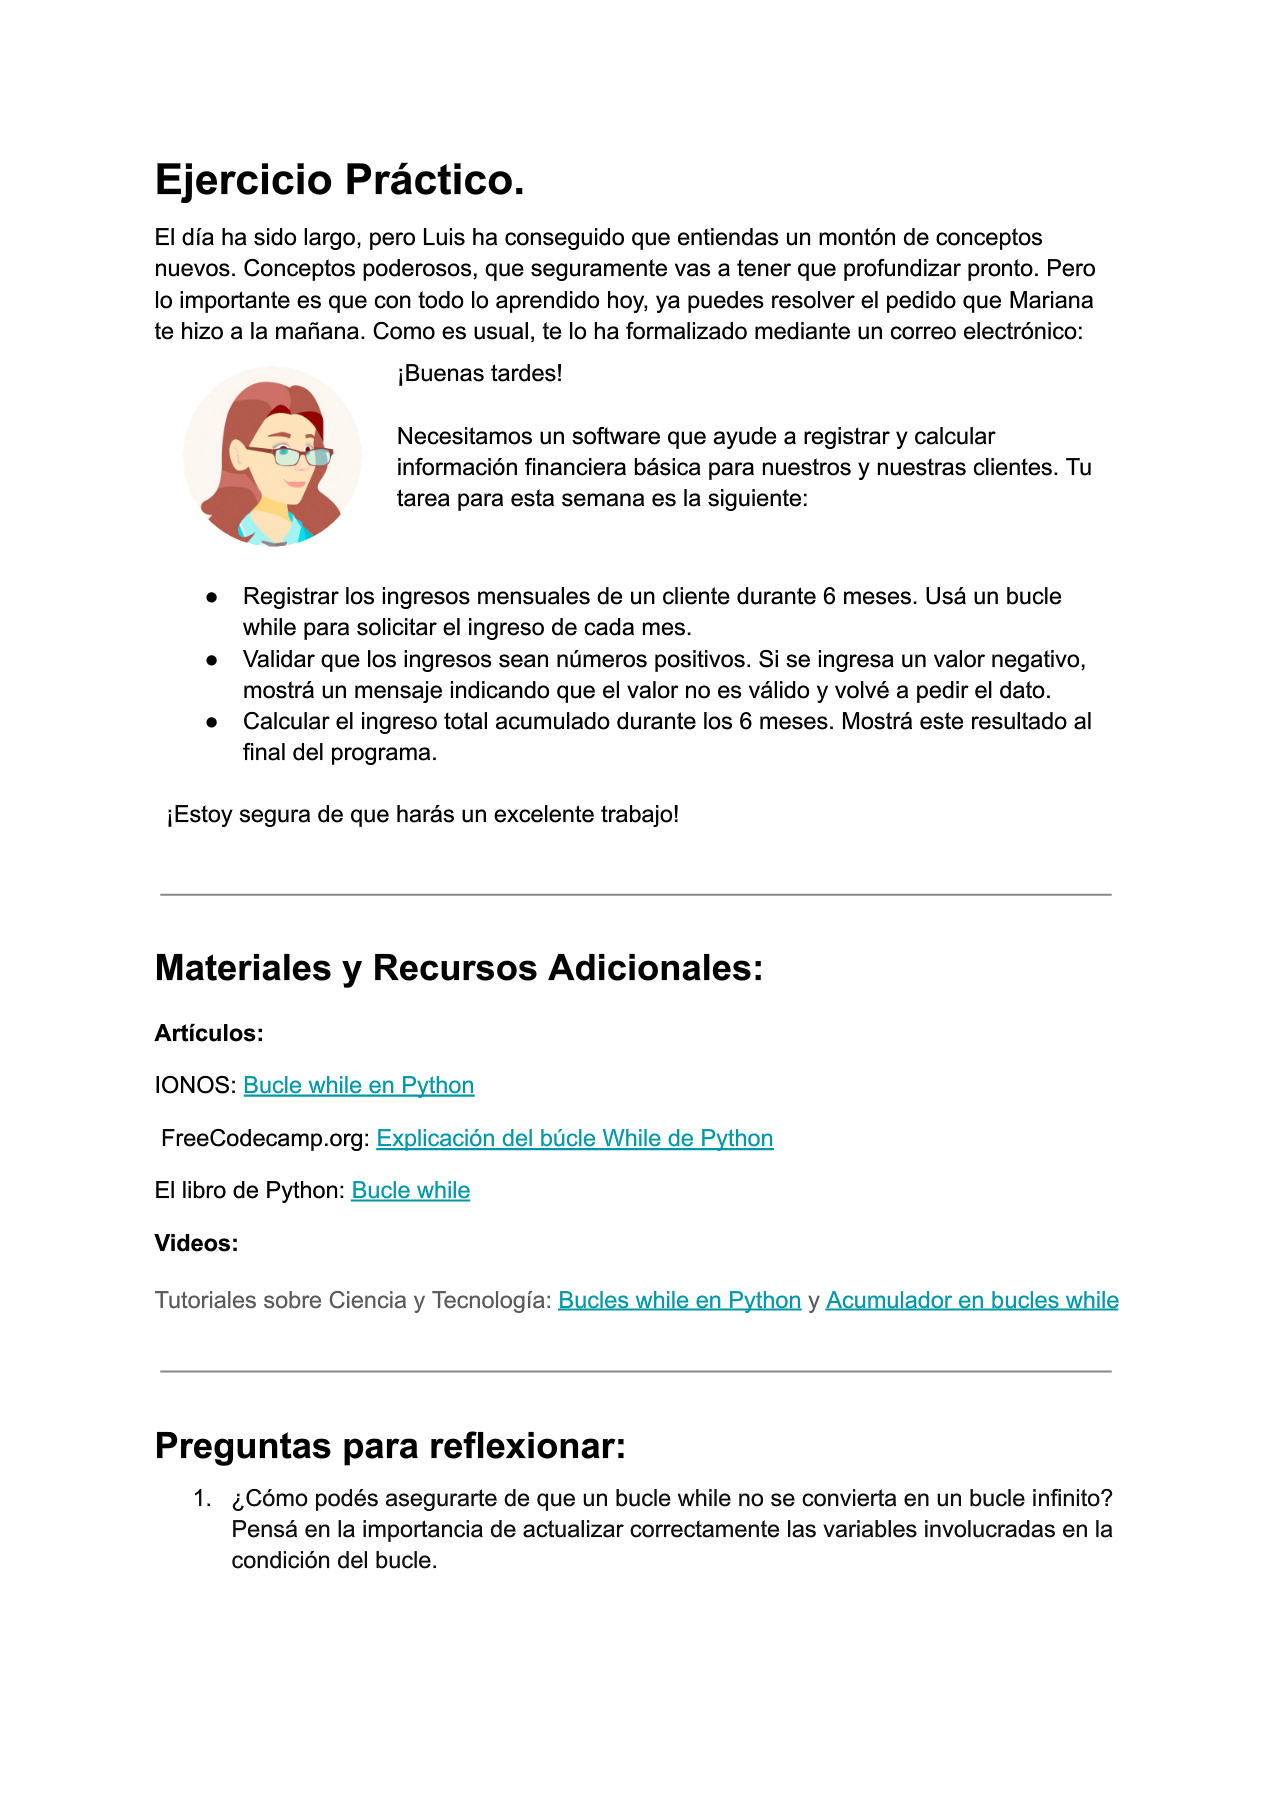 Ejercicio Práctico.
El día ha sido largo, pero Luis ha conseguido que entiendas un montón de conceptos
nuevos. Conceptos poderosos, que seguramente vas a tener que profundizar pronto. Pero
lo importante es que con todo lo aprendido hoy, ya puedes resolver el pedido que Mariana
te hizo a la mañana. Como es usual, te lo ha formalizado mediante un correo electrónico:
¡Buenas tardes!
Necesitamos un software que ayude a registrar y calcular
información financiera básica para nuestros y nuestras clientes. Tu
tarea para esta semana es la siguiente:
● Registrar los ingresos mensuales de un cliente durante 6 meses. Usá un bucle
while para solicitar el ingreso de cada mes.
● Validar que los ingresos sean números positivos. Si se ingresa un valor negativo,
mostrá un mensaje indicando que el valor no es válido y volvé a pedir el dato.
● Calcular el ingreso total acumulado durante los 6 meses. Mostrá este resultado al
final del programa.
¡Estoy segura de que harás un excelente trabajo!
Materiales y Recursos Adicionales:
Artículos:
IONOS: Bucle while en Python
FreeCodecamp.org: Explicación del búcle While de Python
El libro de Python: Bucle while
Videos:
Tutoriales sobre Ciencia y Tecnología: Bucles while en Python y Acumulador en bucles while
Preguntas para reflexionar:
1. ¿Cómo podés asegurarte de que un bucle while no se convierta en un bucle infinito?
Pensá en la importancia de actualizar correctamente las variables involucradas en la
condición del bucle.